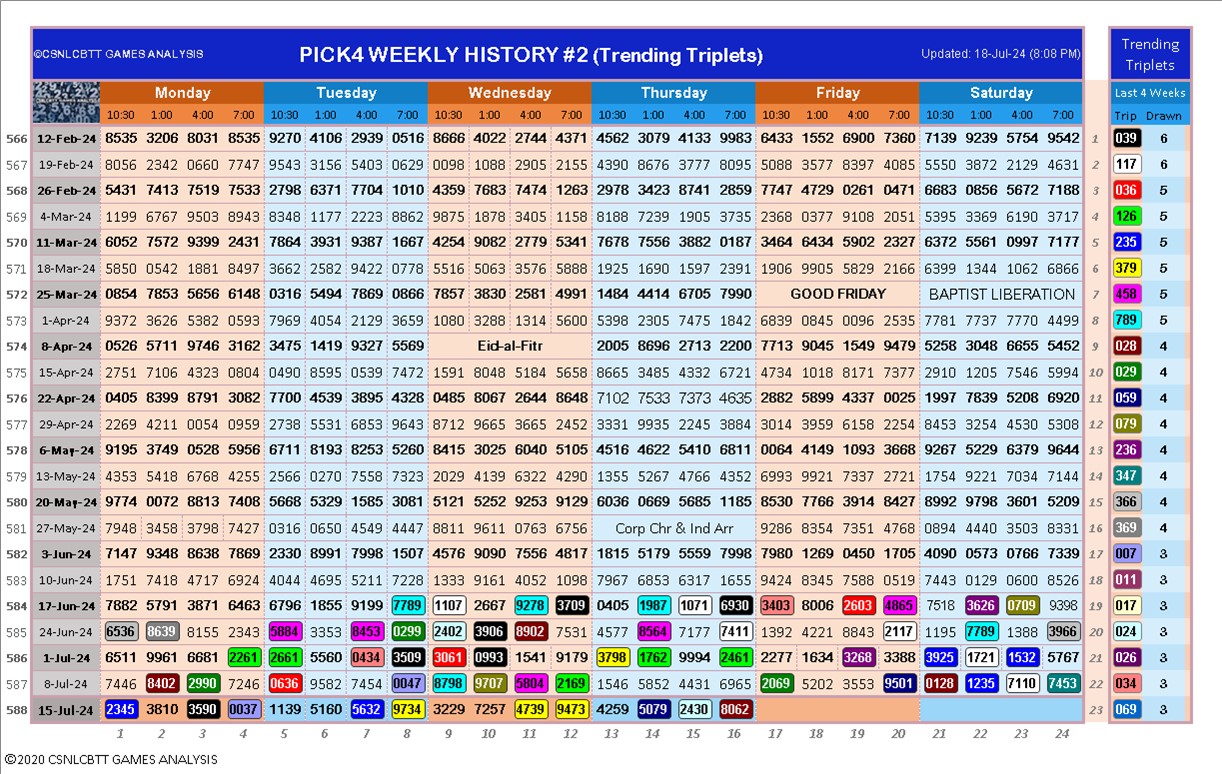 ©CSNLCBTT GAMES ANALYSIS PICK4 WEEKLY HISTORY #2 (Trending Triplets) Updated: 18-Jul-24 (8:08 PM) Trending Triplets
Monday Tuesday Wednesday Thursday Friday Saturday Last 4 Weeks
10:30 1:00 4:00 7:00 10:30 1:00 4:00 7:00 10:30 1:00 4:00 7:00 10:30 1:00 4:00 7:00 10:30 1:00 4:00 7:00 10:30 1:00 4:00 7:00 Trip Drawn
566 12-Feb-24 8535 3206 8031 8535 9270 4106 2939 0516 8666 4022 2744 4371 4562 3079 4133 9983 6433 1552 6900 7360 7139 9239 5754 9542 1 039 6
567 19-Feb-24 8056 2342 0660 7747 9543 3156 5403 0629 0098 1088 2905 2155 4390 8676 3777 8095 5088 3577 8397 4085 5550 3872 2129 4631 2 117 6
568 26-Feb-24 5431 7413 7519 7533 2798 6371 7704 1010 4359 7683 7474 1263 2978 3423 8741 2859 7747 4729 0261 0471 6683 0856 5672 7188 3 036 5
569 4-Mar-24 1199 6767 9503 8943 8348 1177 2223 8862 9875 1878 3405 1158 8188 7239 1905 3735 2368 0377 9108 2051 5395 3369 6190 3717 4 126 5
570 11-Mar-24 6052 7572 9399 2431 7864 3931 9387 1667 4254 9082 2779 5341 7678 7556 3882 0187 3464 6434 5902 2327 6372 5561 0997 7177 5 235 5
571 18-Mar-24 5850 0542 1881 8497 3662 2582 9422 0778 5516 5063 3576 5888 1925 1690 1597 2391 1906 9905 5829 2166 6399 1344 1062 6866 6 379 5
572 25-Mar-24 0854 7853 5656 6148 0316 5494 7869 0866 5857 3830 2581 4991 1484 4414 6705 7990 GOOD FRIDAY BAPTIST LIBERATION 7 458 5
573 1-Apr-24 9372 3626 5382 0593 7969 4054 2129 3659 1080 3288 1314 5600 5398 2305 7475 1842 6839 0845 0096 2535 7781 7737 7770 4499 8 789 5
574 8-Apr-24 0526 5711 9746 3162 3475 1419 9327 5569 Eid-al-Fitr 2005 8696 2713 2200 7713 9045 1549 9479 5258 3048 6655 5452 9 028 4
575 15-Apr-24 2751 7106 4323 0804 0490 8595 0539 7472 1591 8048 5184 5658 8665 3485 4332 6721 4734 1018 8171 7377 2910 1205 7546 5994 10 029 4
576 22-Apr-24 0405 8399 8791 3082 7700 4539 3895 4328 0485 8067 2644 8648 7102 7533 7373 4635 2882 5899 4337 0025 1997 7839 5208 6920 11 059 4
577 29-Apr-24 2269 4211 0054 0959 2738 5531 6853 9643 8712 9665 3665 2452 3331 9935 2245 3884 3014 3959 6158 2254 8453 3254 4530 5308 12 079 4
578 6-May-24 9195 3749 0528 5956 6711 8193 8253 5260 8415 3025 6040 5105 4516 4622 5410 6811 0064 4149 1093 3668 9267 5229 6379 9644 13 236 4
579 13-May-24 4353 5418 6768 4255 2566 0270 7558 7323 2029 4139 6322 4290 1355 5267 4766 4352 6993 9921 7337 2721 1754 9221 7034 7144 14 347 4
580 20-May-24 9774 0072 8813 7408 5668 5329 1585 3081 5121 5252 9253 9129 6036 0669 5685 1185 8530 7766 3914 8427 8992 9798 3601 5209 15 366 4
581 27-May-24 7948 3458 3798 7427 0316 0650 4549 4447 8811 9611 0763 6756 Corp Chr & Ind Arr 9286 8354 7351 4768 0894 4440 3503 8331 16 369 4
582 3-Jun-24 7147 9348 8638 7869 2330 8991 7998 1507 4576 9090 7556 4817 1815 5179 5559 7998 7980 1269 0450 1705 4090 0573 0766 7339 17 007 3
583 10-Jun-24 1751 7418 4717 6924 4044 4695 5211 7228 1333 9161 4052 1098 7967 6853 6317 1655 9424 8345 7588 0519 7443 0129 0600 8526 18 011 3
584 17-Jun-24 7882 5791 3871 6463 6796 1855 9199 7789 1107 2667 9278 3709 0405 1987 1071 6930 3403 8006 2603 4865 7518 3626 0709 9398 19 017 3
585 24-Jun-24 6536 8639 8155 2343 5884 3353 8453 0299 2402 3906 8902 7531 4577 8564 7177 7411 1392 4221 8843 2117 1195 7789 1388 3966 20 024 3
586 1-Jul-24 6511 9961 6681 2261 2661 5560 0434 3509 3061 0993 1541 9179 3798 1762 9994 2461 2277 1634 3268 3388 3925 1721 1532 5767 21 026 3
587 8-Jul-24 7446 8402 2990 7246 0636 9582 7454 0047 8798 9707 5804 2169 1546 5852 4431 6965 2069 5202 3553 9501 0128 1235 7110 7453 22 034 3
588 15-Jul-24 2345 3810 3590 0037 1139 5160 5632 9734 3229 7257 4739 9473 4259 5079 2430 8062 23 069 3
1 2 3 4 5 6 7 8 9 10 11 12 13 14 15 16 17 18 19 20 21 22 23 24
©2020 CSNLCBTT GAMES ANALYSIS